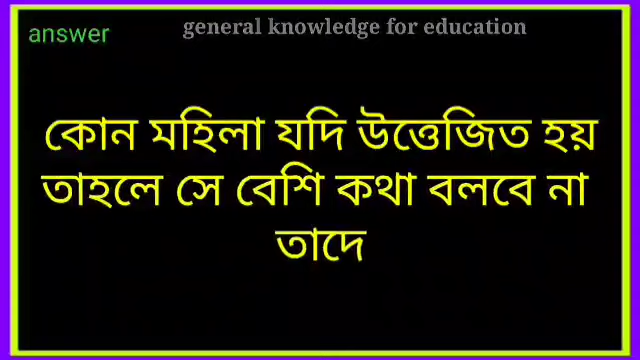 general knowledge for education
answer
কোন মহিলা যদি উত্তেজিত হয়
তাহলে সে বেশি কথা বলবে না
তাদে